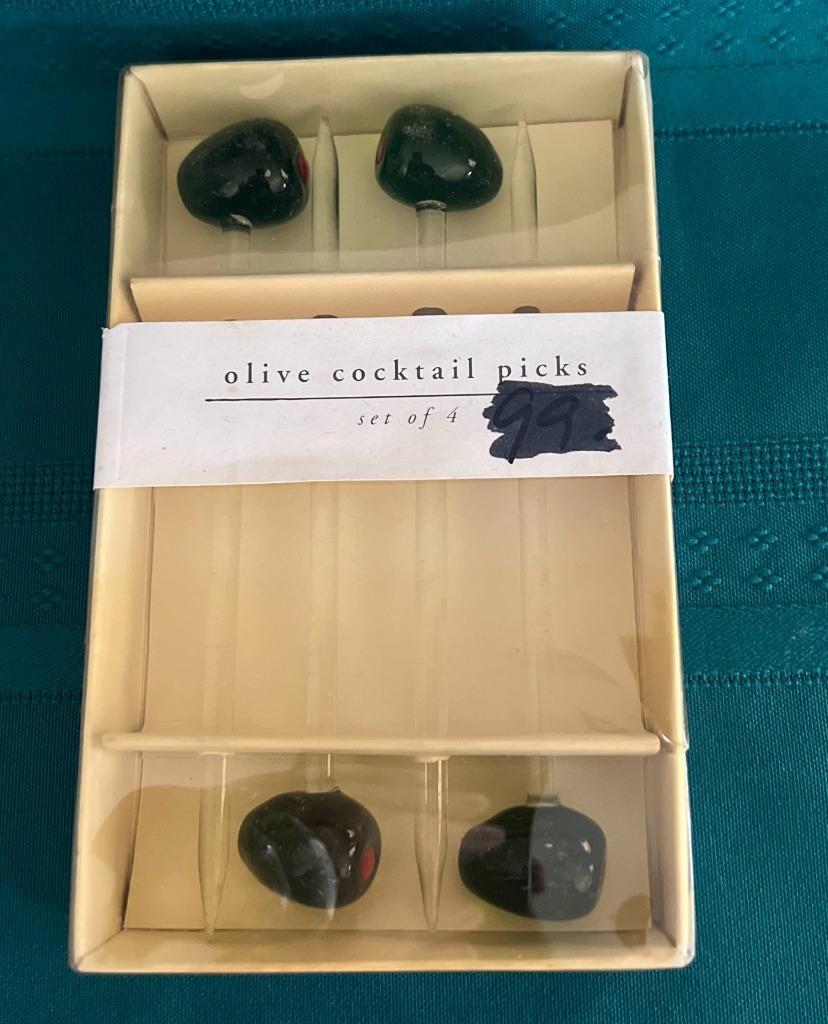 olive cocktail picks
set of 4
99.